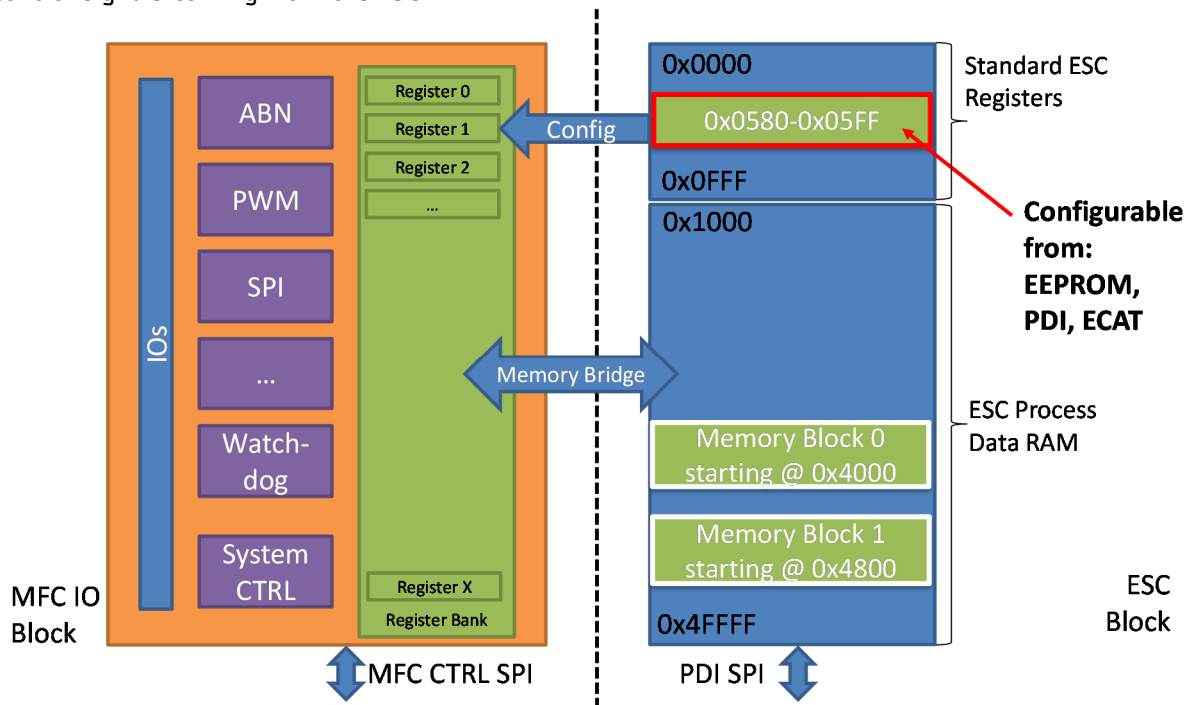 ABN
PWM
SPI
...
Watch-
dog
System
CTRL
IOs
Register 0
Register 1
Register 2
...
Register X
Register Bank
MFC IO
Block
MFC CTRL SPI
Config
Memory Bridge
0x0000
0x0580-0x05FF
0x0FFF
0x1000
Memory Block 0
starting @ 0x4000
Memory Block 1
starting @ 0x4800
0x4FFFF
PDI SPI
Standard ESC
Registers
Configurable
from:
EEPROM,
PDI, ECAT
ESC Process
Data RAM
ESC
Block